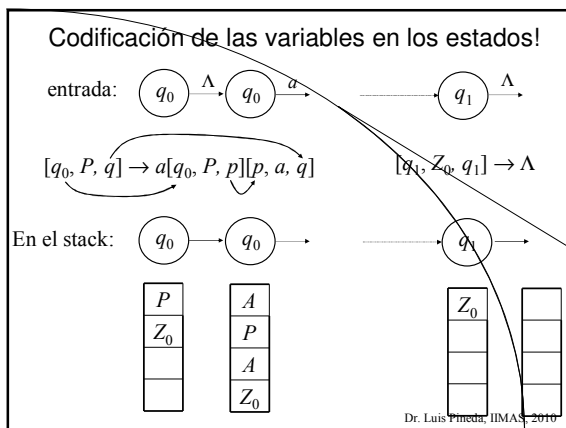 Codificación de las variables en los estados!
entrada: q₀ Λ q₀ a q₁ Λ
[q₀, P, q] → a[q₀, P, p][p, a, q] [q₁, Z₀, q₁] → Λ
En el stack: q₀ q₀ q₁
P A Z₀
Z₀ P
A
Z₀
Dr. Luis Pineda, IIMAS, 2010